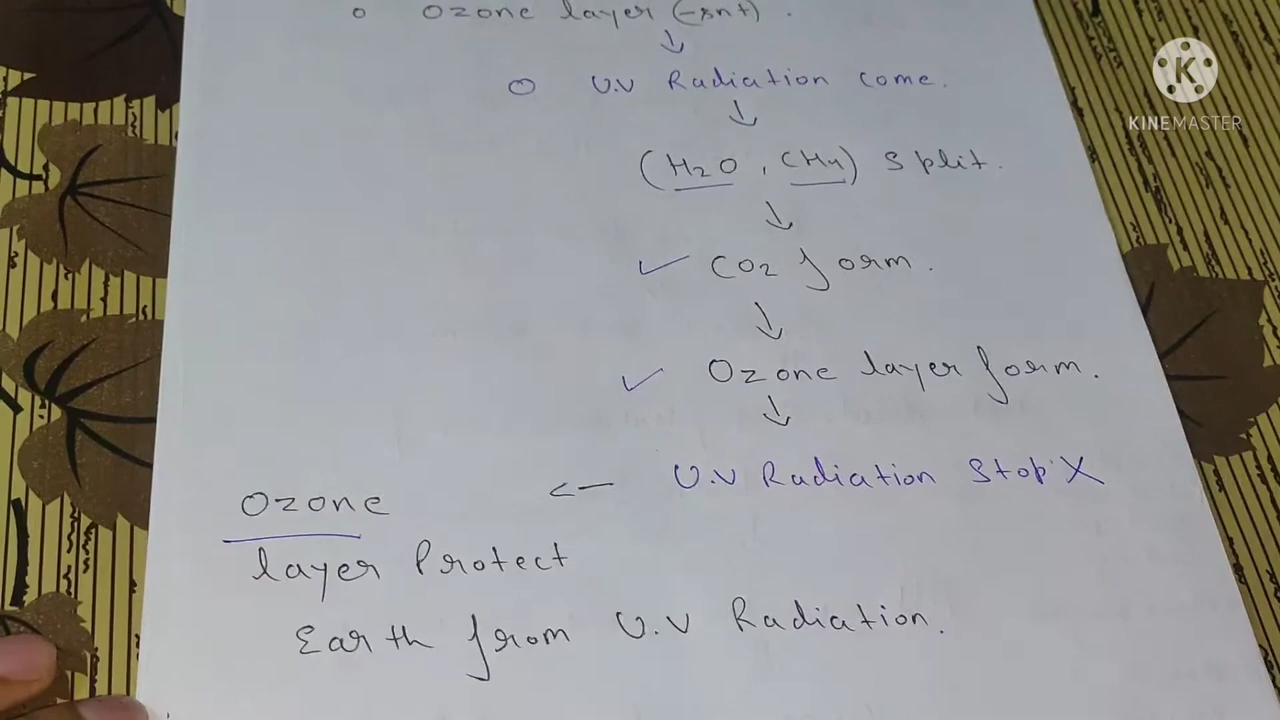 o Ozone layer
o U.V Radiation come.
(H2O, CH4) split.
✓ CO2 form.
✓ Ozone layer form.
U.V Radiation Stop X
Ozone
layer Protect
Earth from U.V Radiation.
K
KINEMASTER